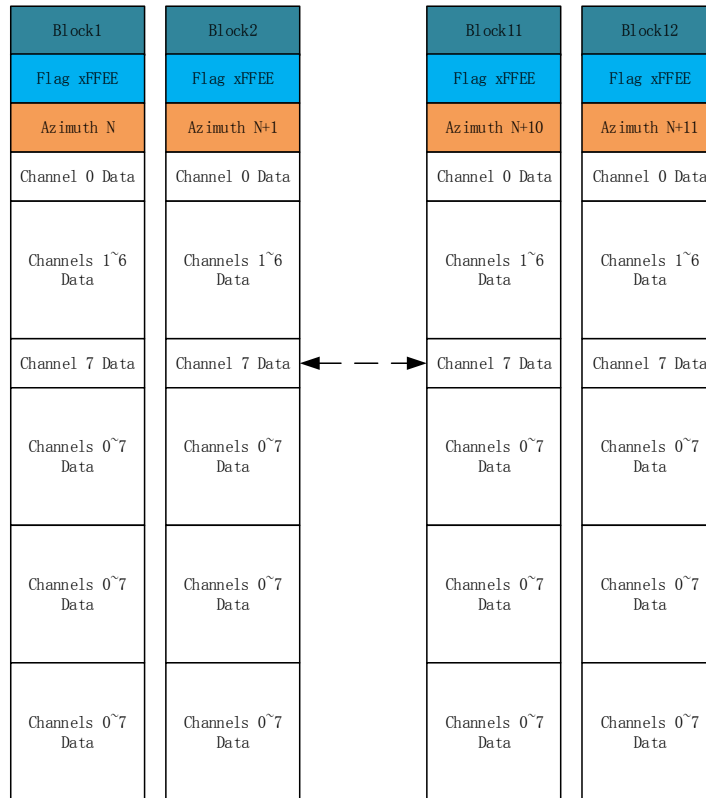 Block1
Flag xFFEE
Azimuth N
Channel 0 Data
Channels 1~6
Data
Channel 7 Data
Channels 0~7
Data
Channels 0~7
Data
Channels 0~7
Data
Block2
Flag xFFEE
Azimuth N+1
Channel 0 Data
Channels 1~6
Data
Channel 7 Data
Channels 0~7
Data
Channels 0~7
Data
Channels 0~7
Data
Block11
Flag xFFEE
Azimuth N+10
Channel 0 Data
Channels 1~6
Data
Channel 7 Data
Channels 0~7
Data
Channels 0~7
Data
Channels 0~7
Data
Block12
Flag xFFEE
Azimuth N+11
Channel 0 Data
Channels 1~6
Data
Channel 7 Data
Channels 0~7
Data
Channels 0~7
Data
Channels 0~7
Data